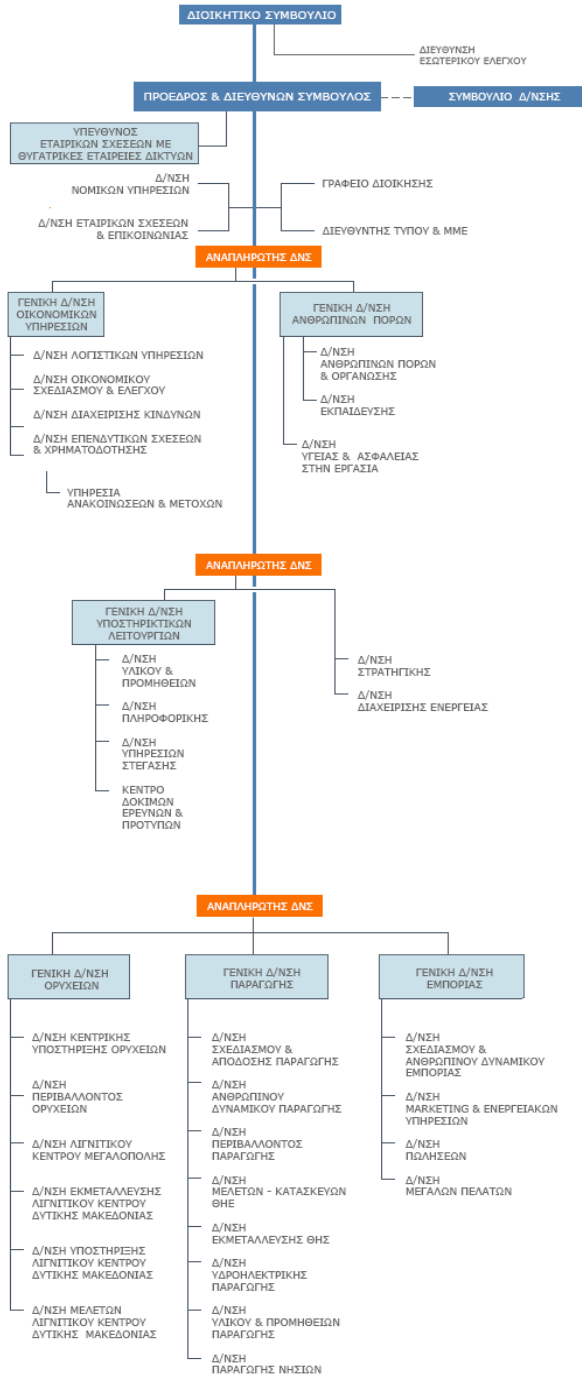 ΔΙΟΙΚΗΤΙΚΟ ΣΥΜΒΟΥΛΙΟ
ΔΙΕΥΘΥΝΣΗ
ΕΣΩΤΕΡΙΚΟΥ ΕΛΕΓΧΟΥ
ΠΡΟΕΔΡΟΣ & ΔΙΕΥΘΥΝΩΝ ΣΥΜΒΟΥΛΟΣ
ΣΥΜΒΟΥΛΙΟ Δ/ΝΣΗΣ
ΥΠΕΥΘΥΝΟΣ
ΕΤΑΙΡΙΚΩΝ ΣΧΕΣΕΩΝ ΜΕ
ΘΥΓΑΤΡΙΚΕΣ ΕΤΑΙΡΕΙΕΣ ΔΙΚΤΥΩΝ
Δ/ΝΣΗ
ΝΟΜΙΚΩΝ ΥΠΗΡΕΣΙΩΝ
ΓΡΑΦΕΙΟ ΔΙΟΙΚΗΣΗΣ
Δ/ΝΣΗ ΕΤΑΙΡΙΚΩΝ ΣΧΕΣΕΩΝ
& ΕΠΙΚΟΙΝΩΝΙΑΣ
ΔΙΕΥΘΥΝΤΗΣ ΤΥΠΟΥ & ΜΜΕ
ΑΝΑΠΛΗΡΩΤΗΣ ΔΝΣ
ΓΕΝΙΚΗ Δ/ΝΣΗ
ΟΙΚΟΝΟΜΙΚΩΝ
ΥΠΗΡΕΣΙΩΝ
Δ/ΝΣΗ ΛΟΓΙΣΤΙΚΩΝ ΥΠΗΡΕΣΙΩΝ
Δ/ΝΣΗ ΟΙΚΟΝΟΜΙΚΟΥ
ΣΧΕΔΙΑΣΜΟΥ & ΕΛΕΓΧΟΥ
Δ/ΝΣΗ ΔΙΑΧΕΙΡΙΣΗΣ ΚΙΝΔΥΝΩΝ
Δ/ΝΣΗ ΕΠΕΝΔΥΤΙΚΩΝ ΣΧΕΣΕΩΝ
& ΧΡΗΜΑΤΟΔΟΤΗΣΗΣ
ΥΠΗΡΕΣΙΑ
ΑΝΑΚΟΙΝΩΣΕΩΝ & ΜΕΤΟΧΩΝ
ΓΕΝΙΚΗ Δ/ΝΣΗ
ΑΝΘΡΩΠΙΝΩΝ ΠΟΡΩΝ
Δ/ΝΣΗ
ΑΝΘΡΩΠΙΝΩΝ ΠΟΡΩΝ
& ΟΡΓΑΝΩΣΗΣ
Δ/ΝΣΗ
ΕΚΠΑΙΔΕΥΣΗΣ
Δ/ΝΣΗ
ΥΓΕΙΑΣ & ΑΣΦΑΛΕΙΑΣ
ΣΤΗΝ ΕΡΓΑΣΙΑ
ΑΝΑΠΛΗΡΩΤΗΣ ΔΝΣ
ΓΕΝΙΚΗ Δ/ΝΣΗ
ΥΠΟΣΤΗΡΙΚΤΙΚΩΝ
ΛΕΙΤΟΥΡΓΙΩΝ
Δ/ΝΣΗ
ΥΛΙΚΟΥ &
ΠΡΟΜΗΘΕΙΩΝ
Δ/ΝΣΗ
ΠΛΗΡΟΦΟΡΙΚΗΣ
Δ/ΝΣΗ
ΥΠΗΡΕΣΙΩΝ
ΣΤΕΓΑΣΗΣ
ΚΕΝΤΡΟ
ΔΟΚΙΜΩΝ
ΕΡΕΥΝΩΝ &
ΠΡΟΤΥΠΩΝ
Δ/ΝΣΗ
ΣΤΡΑΤΗΓΙΚΗΣ
Δ/ΝΣΗ
ΔΙΑΧΕΙΡΙΣΗΣ ΕΝΕΡΓΕΙΑΣ
ΑΝΑΠΛΗΡΩΤΗΣ ΔΝΣ
ΓΕΝΙΚΗ Δ/ΝΣΗ
ΟΡΥΧΕΙΩΝ
Δ/ΝΣΗ ΚΕΝΤΡΙΚΗΣ
ΥΠΟΣΤΗΡΙΞΗΣ ΟΡΥΧΕΙΩΝ
Δ/ΝΣΗ
ΠΕΡΙΒΑΛΛΟΝΤΟΣ
ΟΡΥΧΕΙΩΝ
Δ/ΝΣΗ ΛΙΓΝΙΤΙΚΟΥ
ΚΕΝΤΡΟΥ ΜΕΓΑΛΟΠΟΛΗΣ
Δ/ΝΣΗ ΕΚΜΕΤΑΛΛΕΥΣΗΣ
ΛΙΓΝΙΤΙΚΟΥ ΚΕΝΤΡΟΥ
ΔΥΤΙΚΗΣ ΜΑΚΕΔΟΝΙΑΣ
Δ/ΝΣΗ ΥΠΟΣΤΗΡΙΞΗΣ
ΛΙΓΝΙΤΙΚΟΥ ΚΕΝΤΡΟΥ
ΔΥΤΙΚΗΣ ΜΑΚΕΔΟΝΙΑΣ
Δ/ΝΣΗ ΜΕΛΕΤΩΝ
ΛΙΓΝΙΤΙΚΟΥ ΚΕΝΤΡΟΥ
ΔΥΤΙΚΗΣ ΜΑΚΕΔΟΝΙΑΣ
ΓΕΝΙΚΗ Δ/ΝΣΗ
ΠΑΡΑΓΩΓΗΣ
Δ/ΝΣΗ
ΣΧΕΔΙΑΣΜΟΥ &
ΑΠΟΔΟΣΗΣ ΠΑΡΑΓΩΓΗΣ
Δ/ΝΣΗ
ΑΝΘΡΩΠΙΝΟΥ
ΔΥΝΑΜΙΚΟΥ ΠΑΡΑΓΩΓΗΣ
Δ/ΝΣΗ
ΠΕΡΙΒΑΛΛΟΝΤΟΣ
ΠΑΡΑΓΩΓΗΣ
Δ/ΝΣΗ
ΜΕΛΕΤΩΝ - ΚΑΤΑΣΚΕΥΩΝ
ΘΗΕ
Δ/ΝΣΗ
ΕΚΜΕΤΑΛΛΕΥΣΗΣ ΘΗΣ
Δ/ΝΣΗ
ΥΔΡΟΗΛΕΚΤΡΙΚΗΣ
ΠΑΡΑΓΩΓΗΣ
Δ/ΝΣΗ
ΥΛΙΚΟΥ & ΠΡΟΜΗΘΕΙΩΝ
ΠΑΡΑΓΩΓΗΣ
Δ/ΝΣΗ
ΠΑΡΑΓΩΓΗΣ ΝΗΣΙΩΝ
ΓΕΝΙΚΗ Δ/ΝΣΗ
ΕΜΠΟΡΙΑΣ
Δ/ΝΣΗ
ΣΧΕΔΙΑΣΜΟΥ &
ΑΝΘΡΩΠΙΝΟΥ ΔΥΝΑΜΙΚΟΥ
ΕΜΠΟΡΙΑΣ
Δ/ΝΣΗ
MARKETING & ΕΝΕΡΓΕΙΑΚΩΝ
ΥΠΗΡΕΣΙΩΝ
Δ/ΝΣΗ
ΠΩΛΗΣΕΩΝ
Δ/ΝΣΗ
ΜΕΓΑΛΩΝ ΠΕΛΑΤΩΝ